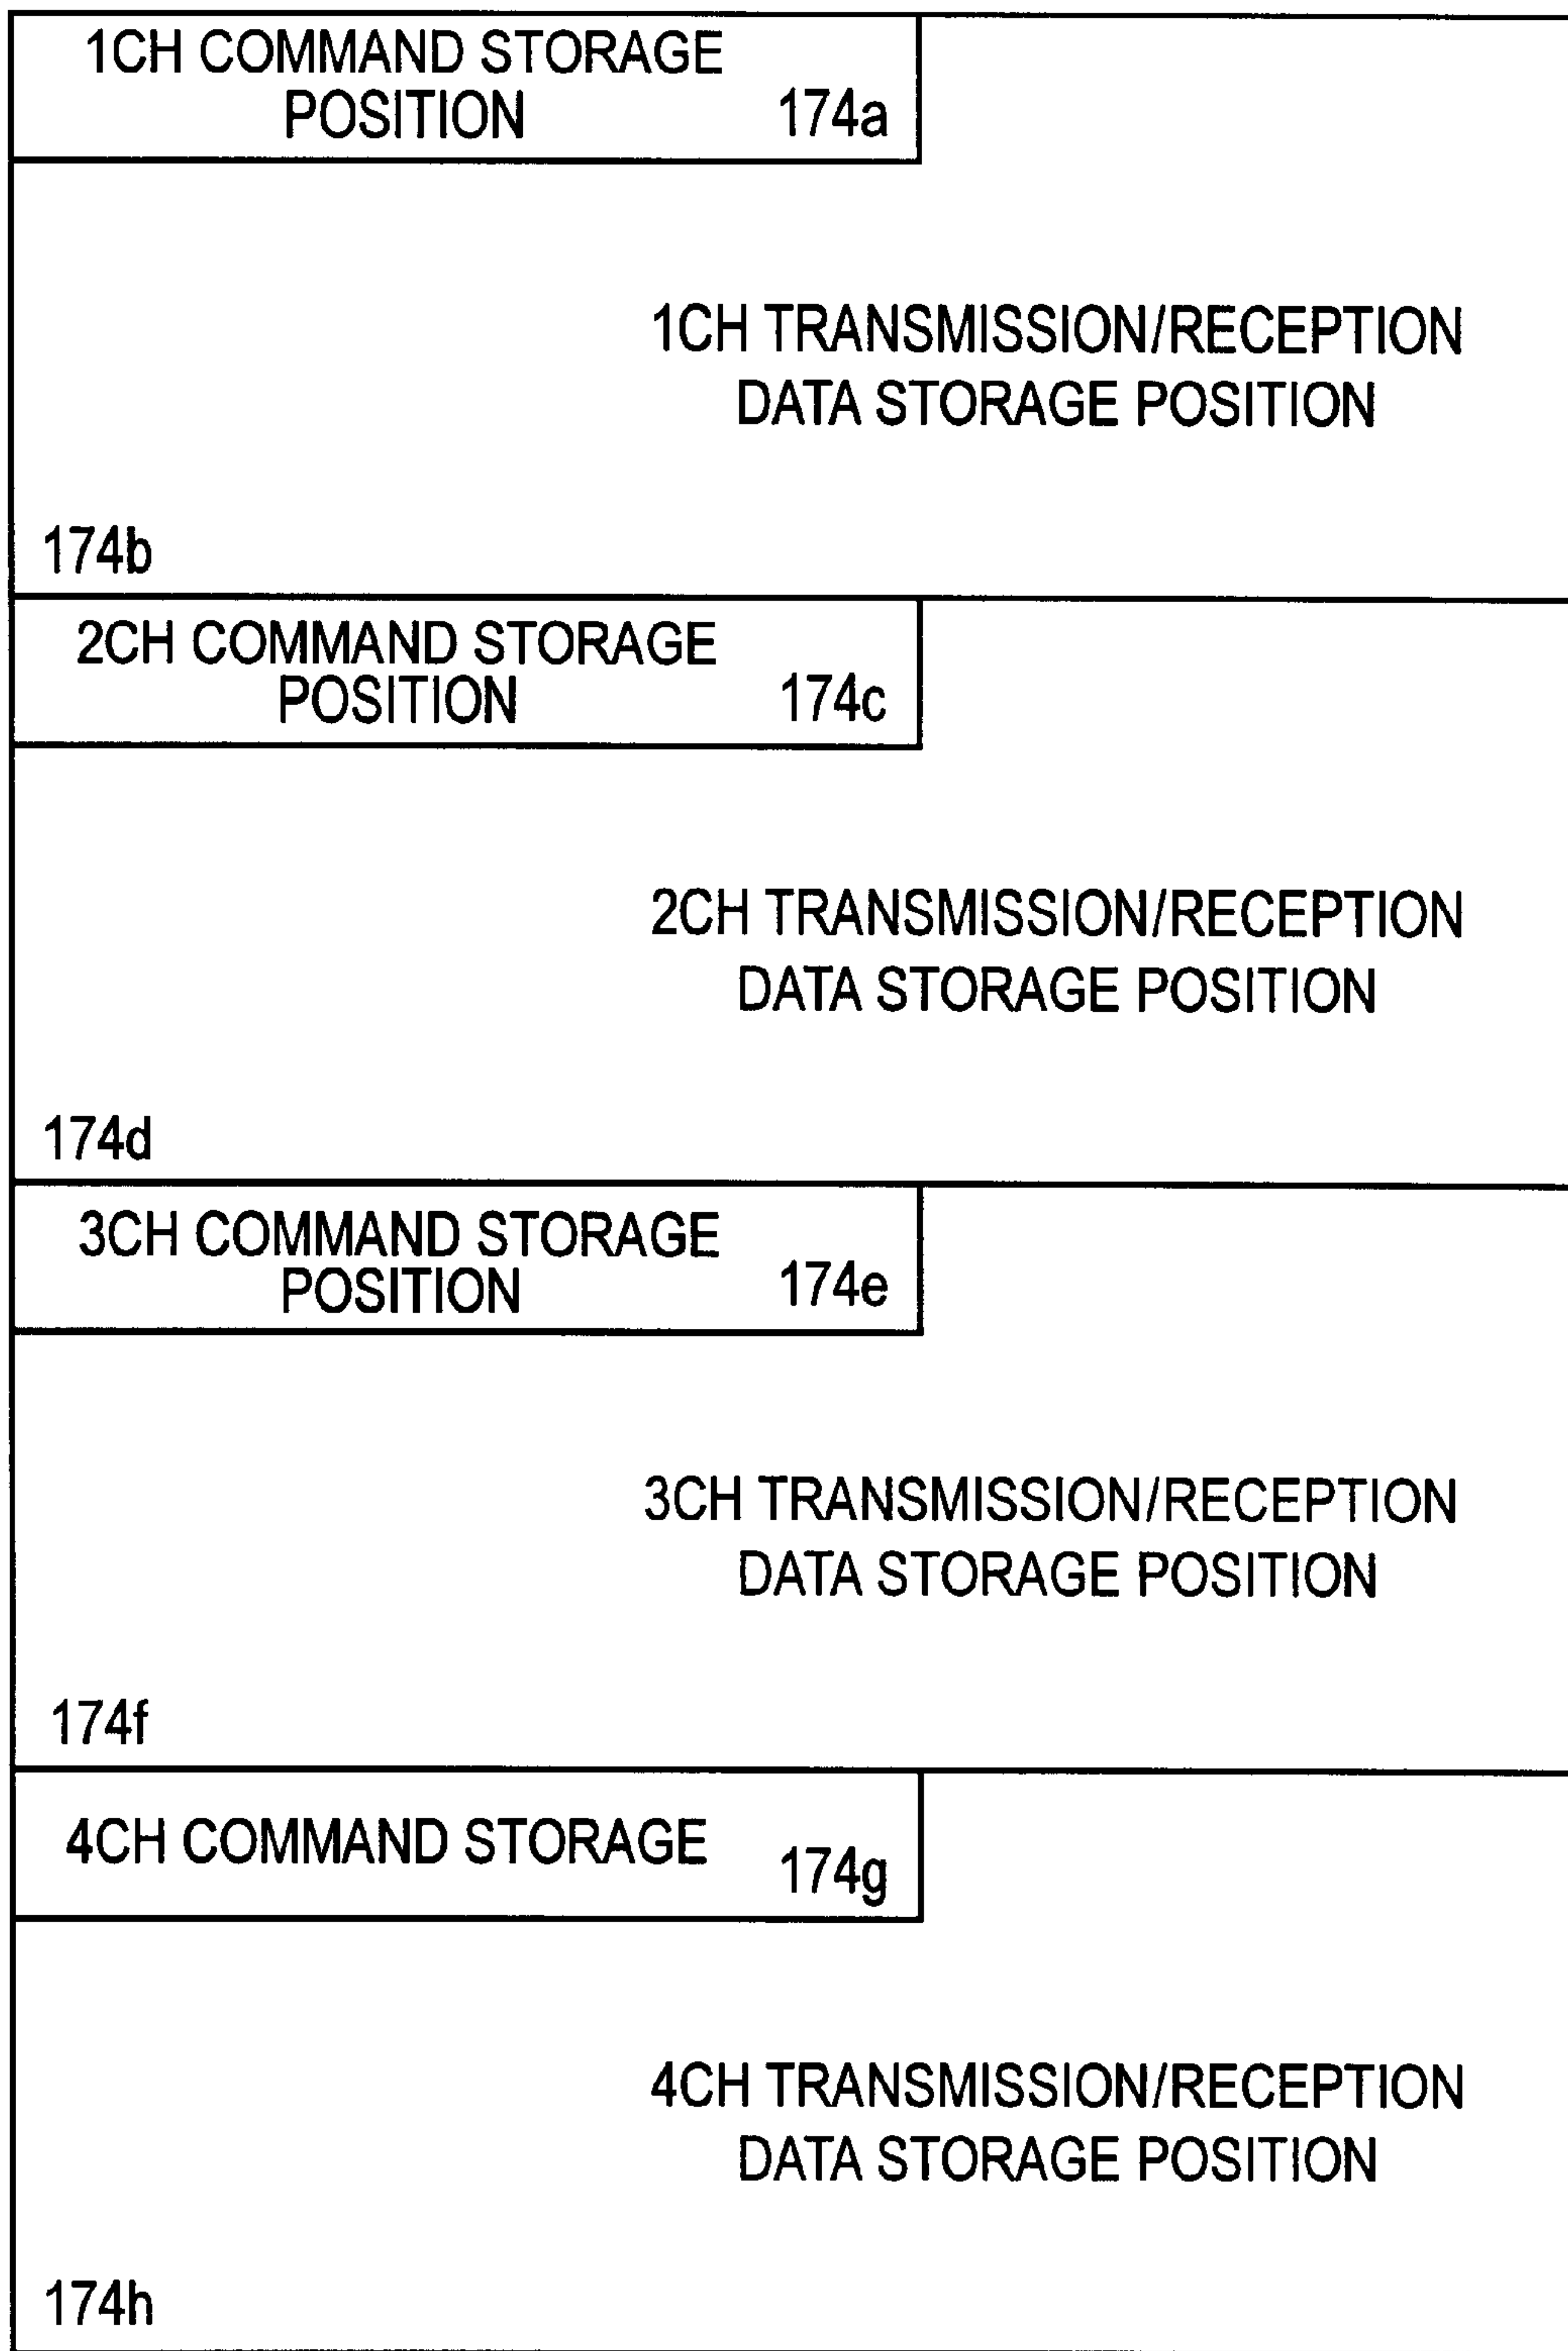 1CH COMMAND STORAGE
POSITION 174a
1CH TRANSMISSION/RECEPTION
DATA STORAGE POSITION
174b
2CH COMMAND STORAGE
POSITION 174c
2CH TRANSMISSION/RECEPTION
DATA STORAGE POSITION
174d
3CH COMMAND STORAGE
POSITION 174e
3CH TRANSMISSION/RECEPTION
DATA STORAGE POSITION
174f
4CH COMMAND STORAGE 174g
4CH TRANSMISSION/RECEPTION
DATA STORAGE POSITION
174h